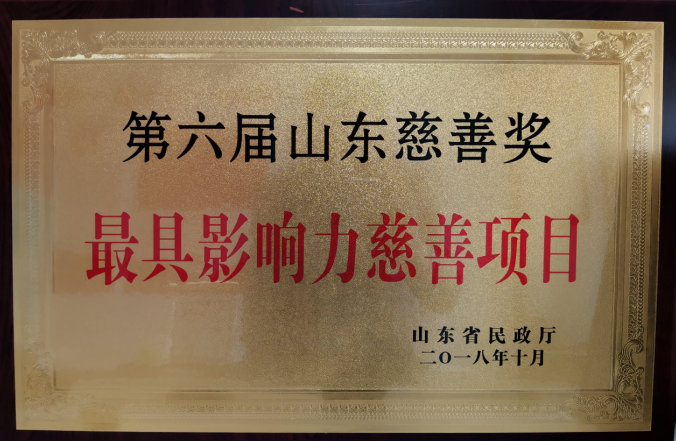 第六届山东慈善奖
最具影响力慈善项目
山东省民政厅
二〇一八年十月